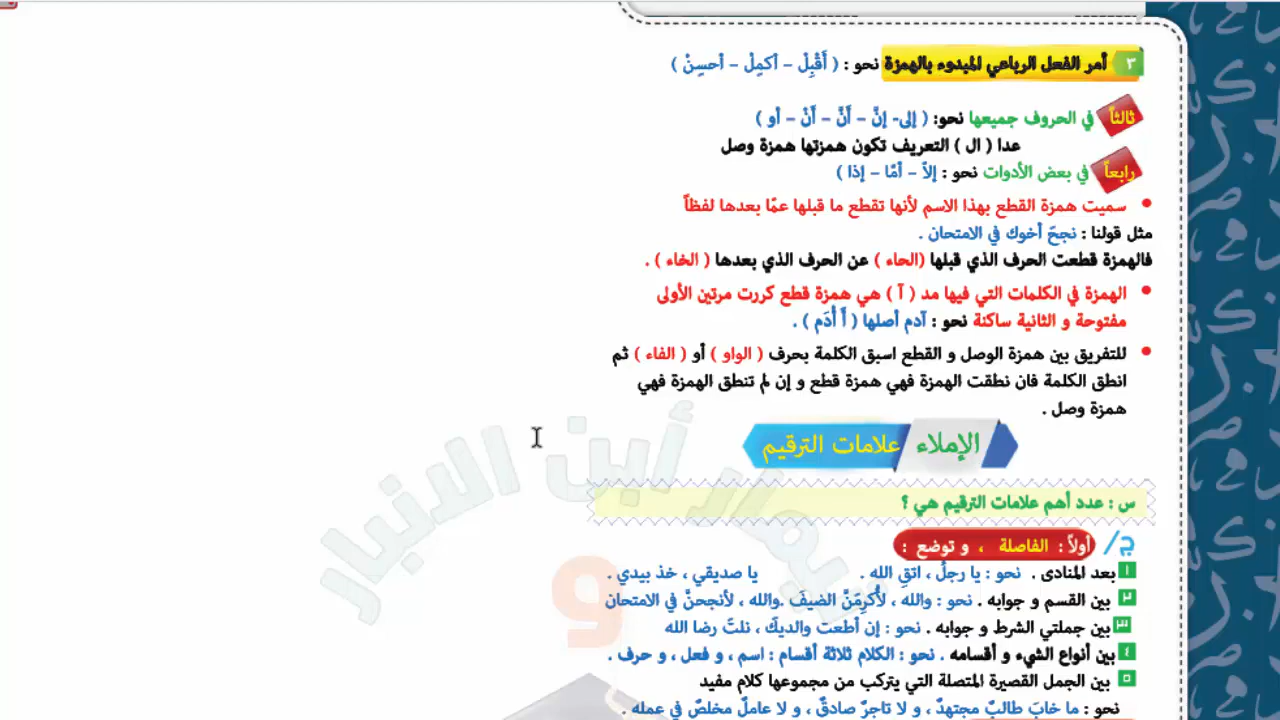 ٣ أمر الفعل الرباعي المبدوء بالهمزة نحو : ( أَقْبِلْ - أكمِلْ - أحسِنْ )
ثالثاً في الحروف جميعها نحو: ( إلى- إنَّ - أَنَّ - أَنْ - أو )
عدا ( ال ) التعريف تكون همزتها همزة وصل
رابعاً في بعض الأدوات نحو : إلاّ - أمّا - إذا )
• سميت همزة القطع بهذا الاسم لأنها تقطع ما قبلها عمّا بعدها لفظاً
مثل قولنا : نجحَ أخوك في الامتحان .
فالهمزة قطعت الحرف الذي قبلها (الحاء ) عن الحرف الذي بعدها ( الخاء ) .
• الهمزة في الكلمات التي فيها مد ( آ ) هي همزة قطع كررت مرتين الأولى
مفتوحة و الثانية ساكنة نحو : آدم أصلها ( أَ أْدَم ) .
• للتفريق بين همزة الوصل و القطع اسبق الكلمة بحرف ( الواو ) أو ( الفاء ) ثم
انطق الكلمة فان نطقت الهمزة فهي همزة قطع و إن لم تنطق الهمزة فهي
همزة وصل .
الإملاء علامات الترقيم
س : عدد أهم علامات الترقيم هي ؟
ج/ أولاً : الفاصلة ، و توضع :
١ بعد المنادى . نحو : يا رجلُ ، اتقِ الله . يا صديقي ، خذ بيدي .
٢ بين القسم و جوابه . نحو : والله ، لأُكرِمَنَّ الضيفَ .والله ، لأنجحنَّ في الامتحان
٣ بين جملتي الشرط و جوابه . نحو : إن أطعت والديكَ ، نلتَ رضا الله
٤ بين أنواع الشيء و أقسامه . نحو : الكلام ثلاثة أقسام : اسم ، و فعل ، و حرف .
٥ بين الجمل القصيرة المتصلة التي يتركب من مجموعها كلام مفيد
نحو : ما خابَ طالبٌ مجتهدٌ ، و لا تاجرٌ صادقٌ ، و لا عاملٌ مخلصٌ في عمله .